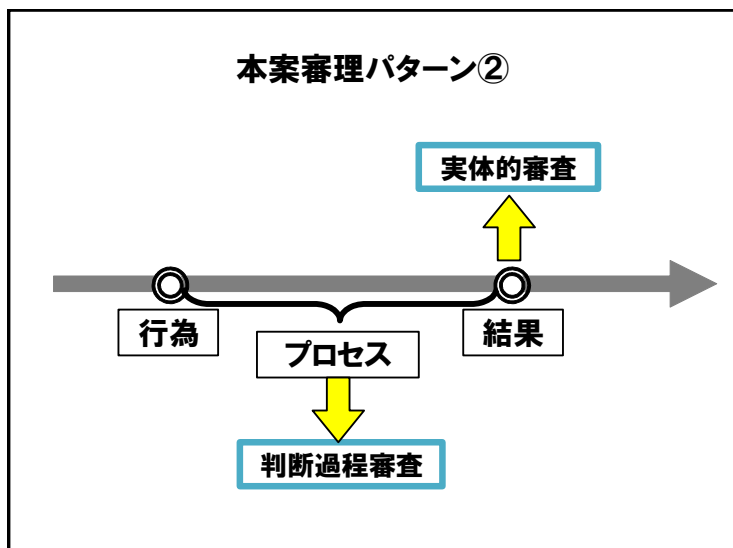 本案審理パターン②
実体的審査
行為
プロセス
結果
判断過程審査